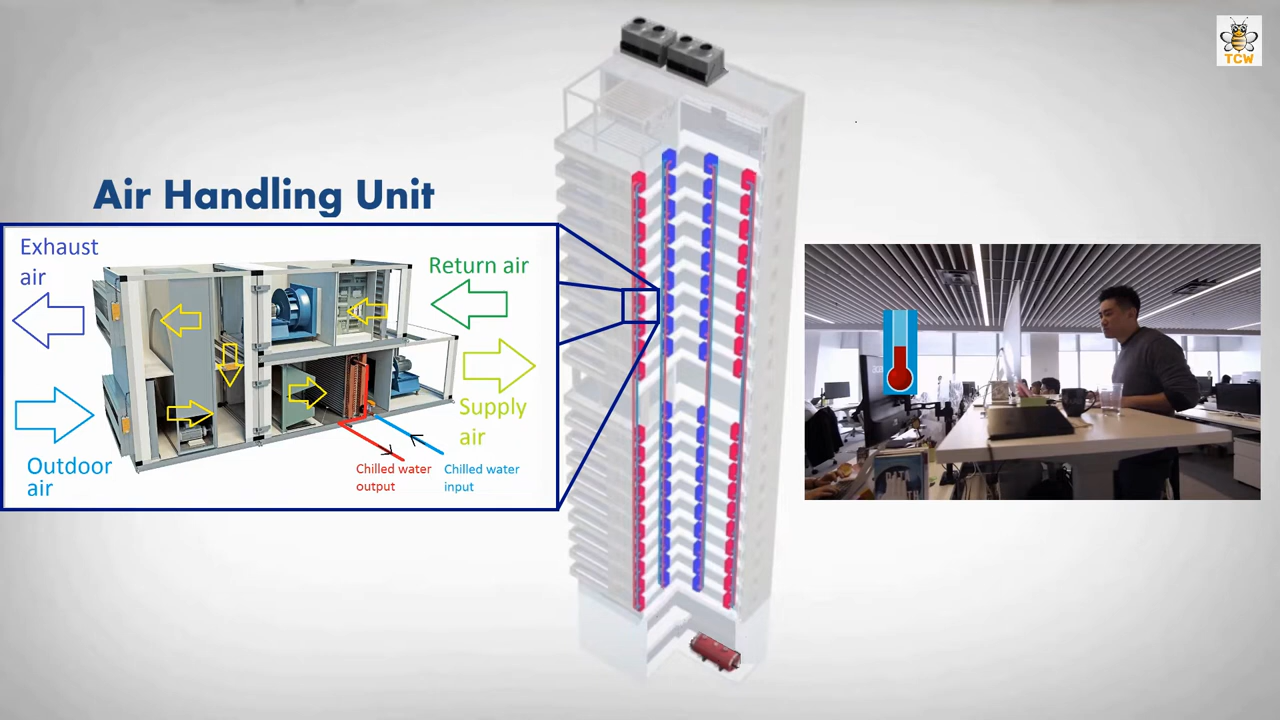 TCW
Air Handling Unit
Exhaust
air
Return air
Supply
air
Outdoor
air
Chilled water
output
Chilled water
input